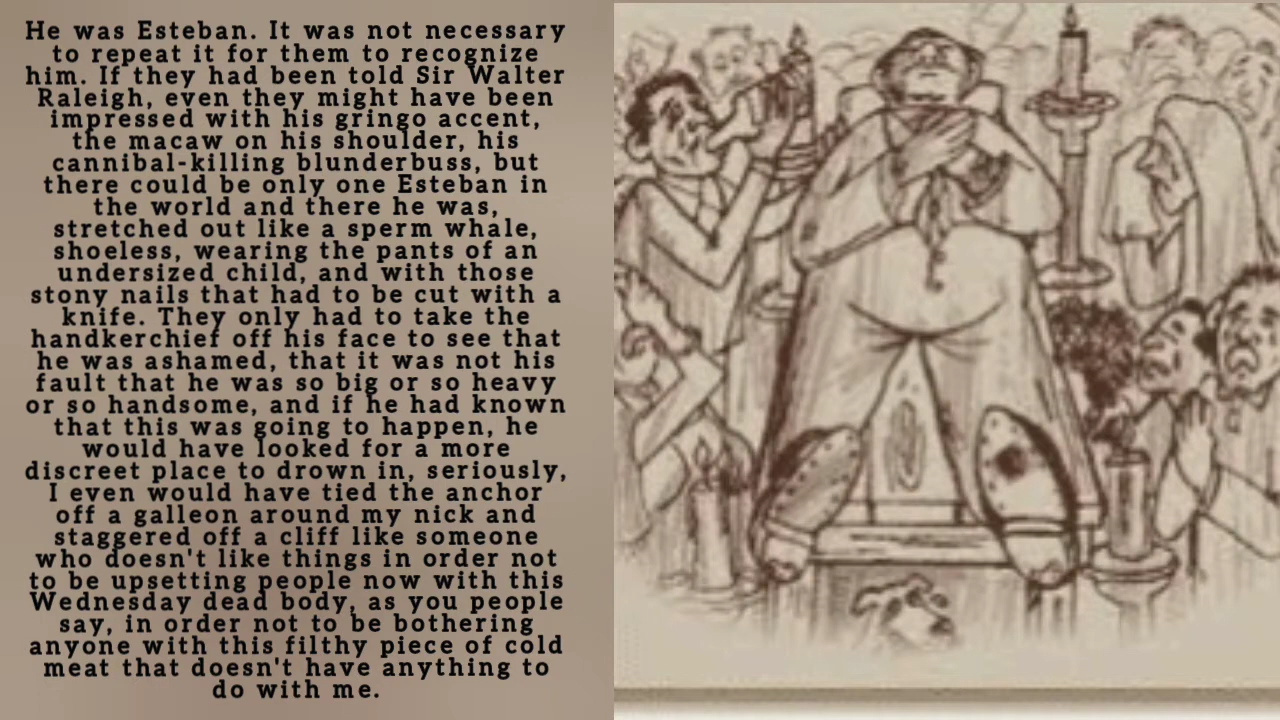 He was Esteban. It was not necessary
to repeat it for them to recognize
him. If they had been told Sir Walter
Raleigh, even they might have been
impressed with his gringo accent,
the macaw on his shoulder, his
cannibal-killing blunderbuss, but
there could be only one Esteban in
the world and there he was,
stretched out like a sperm whale,
shoeless, wearing the pants of an
undersized child, and with those
stony nails that had to be cut with a
knife. They only had to take the
handkerchief off his face to see that
he was ashamed, that it was not his
fault that he was so big or so heavy
or so handsome, and if he had known
that this was going to happen, he
would have looked for a more
discreet place to drown in, seriously,
I even would have tied the anchor
off a galleon around my nick and
staggered off a cliff like someone
who doesn't like things in order not
to be upsetting people now with this
Wednesday dead body, as you people
say, in order not to be bothering
anyone with this filthy piece of cold
meat that doesn't have anything to
do with me.